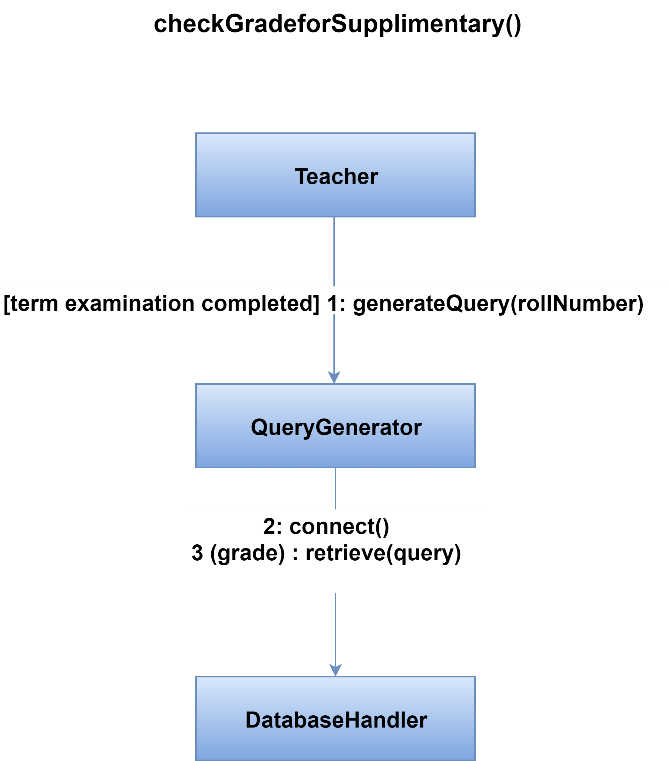 checkGradeforSupplimentary()
Teacher
[term examination completed] 1: generateQuery(rollNumber)
QueryGenerator
2: connect()
3 (grade) : retrieve(query)
DatabaseHandler